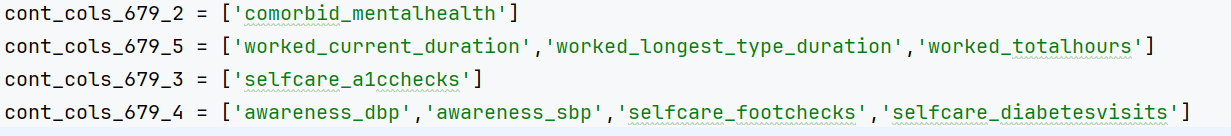 cont_cols_679_2 = ['comorbid_mentalhealth']
cont_cols_679_5 = ['worked_current_duration','worked_longest_type_duration','worked_totalhours']
cont_cols_679_3 = ['selfcare_a1cchecks']
cont_cols_679_4 = ['awareness_dbp','awareness_sbp','selfcare_footchecks','selfcare_diabetesvisits']